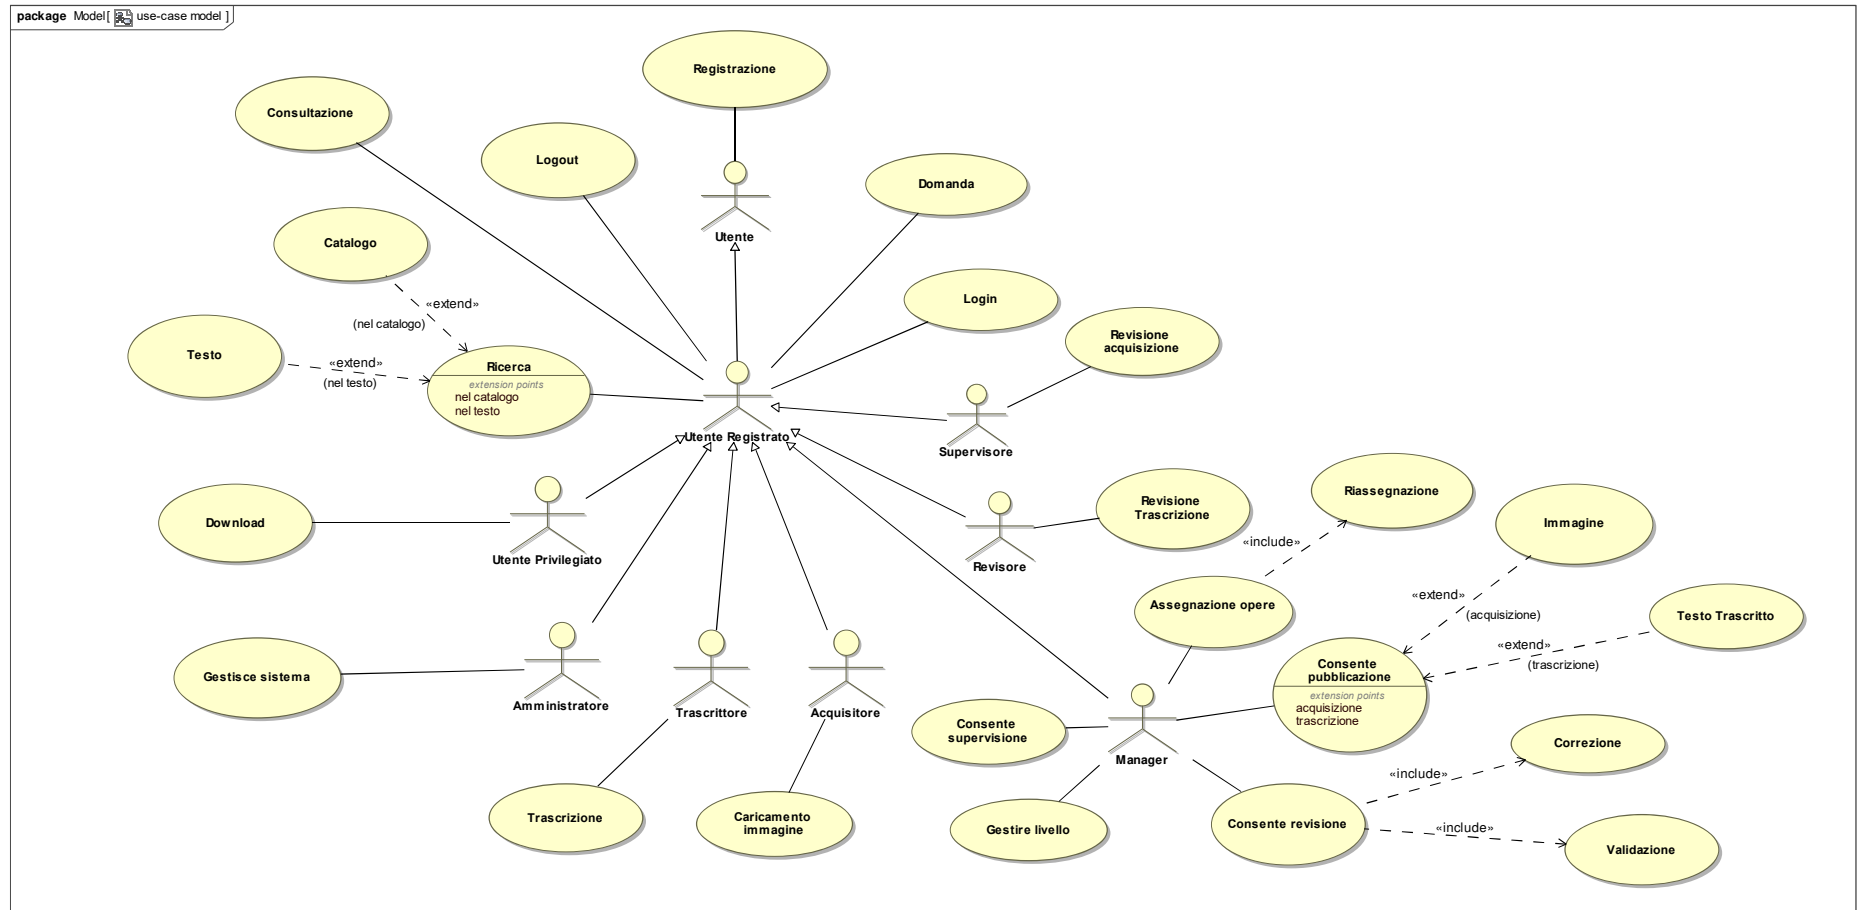 package Model[ use-case model ]
Registrazione
Consultazione
Logout
Domanda
Utente
Catalogo
«extend»
(nel catalogo)
Login
Testo
«extend»
(nel testo)
Ricerca
extension points
nel catalogo
nel testo
Revisione
acquisizione
Utente Registrato
Supervisore
Download
Utente Privilegiato
Revisione
Trascrizione
Revisore
Riassegnazione
«include»
Immagine
«extend»
(acquisizione)
Assegnazione opere
Testo Trascritto
«extend»
(trascrizione)
Gestisce sistema
Amministratore
Trascrittore
Acquisitore
Consente
pubblicazione
extension points
acquisizione
trascrizione
Consente
supervisione
Manager
Correzione
«include»
Trascrizione
Caricamento
immagine
Gestire livello
Consente revisione
«include»
Validazione